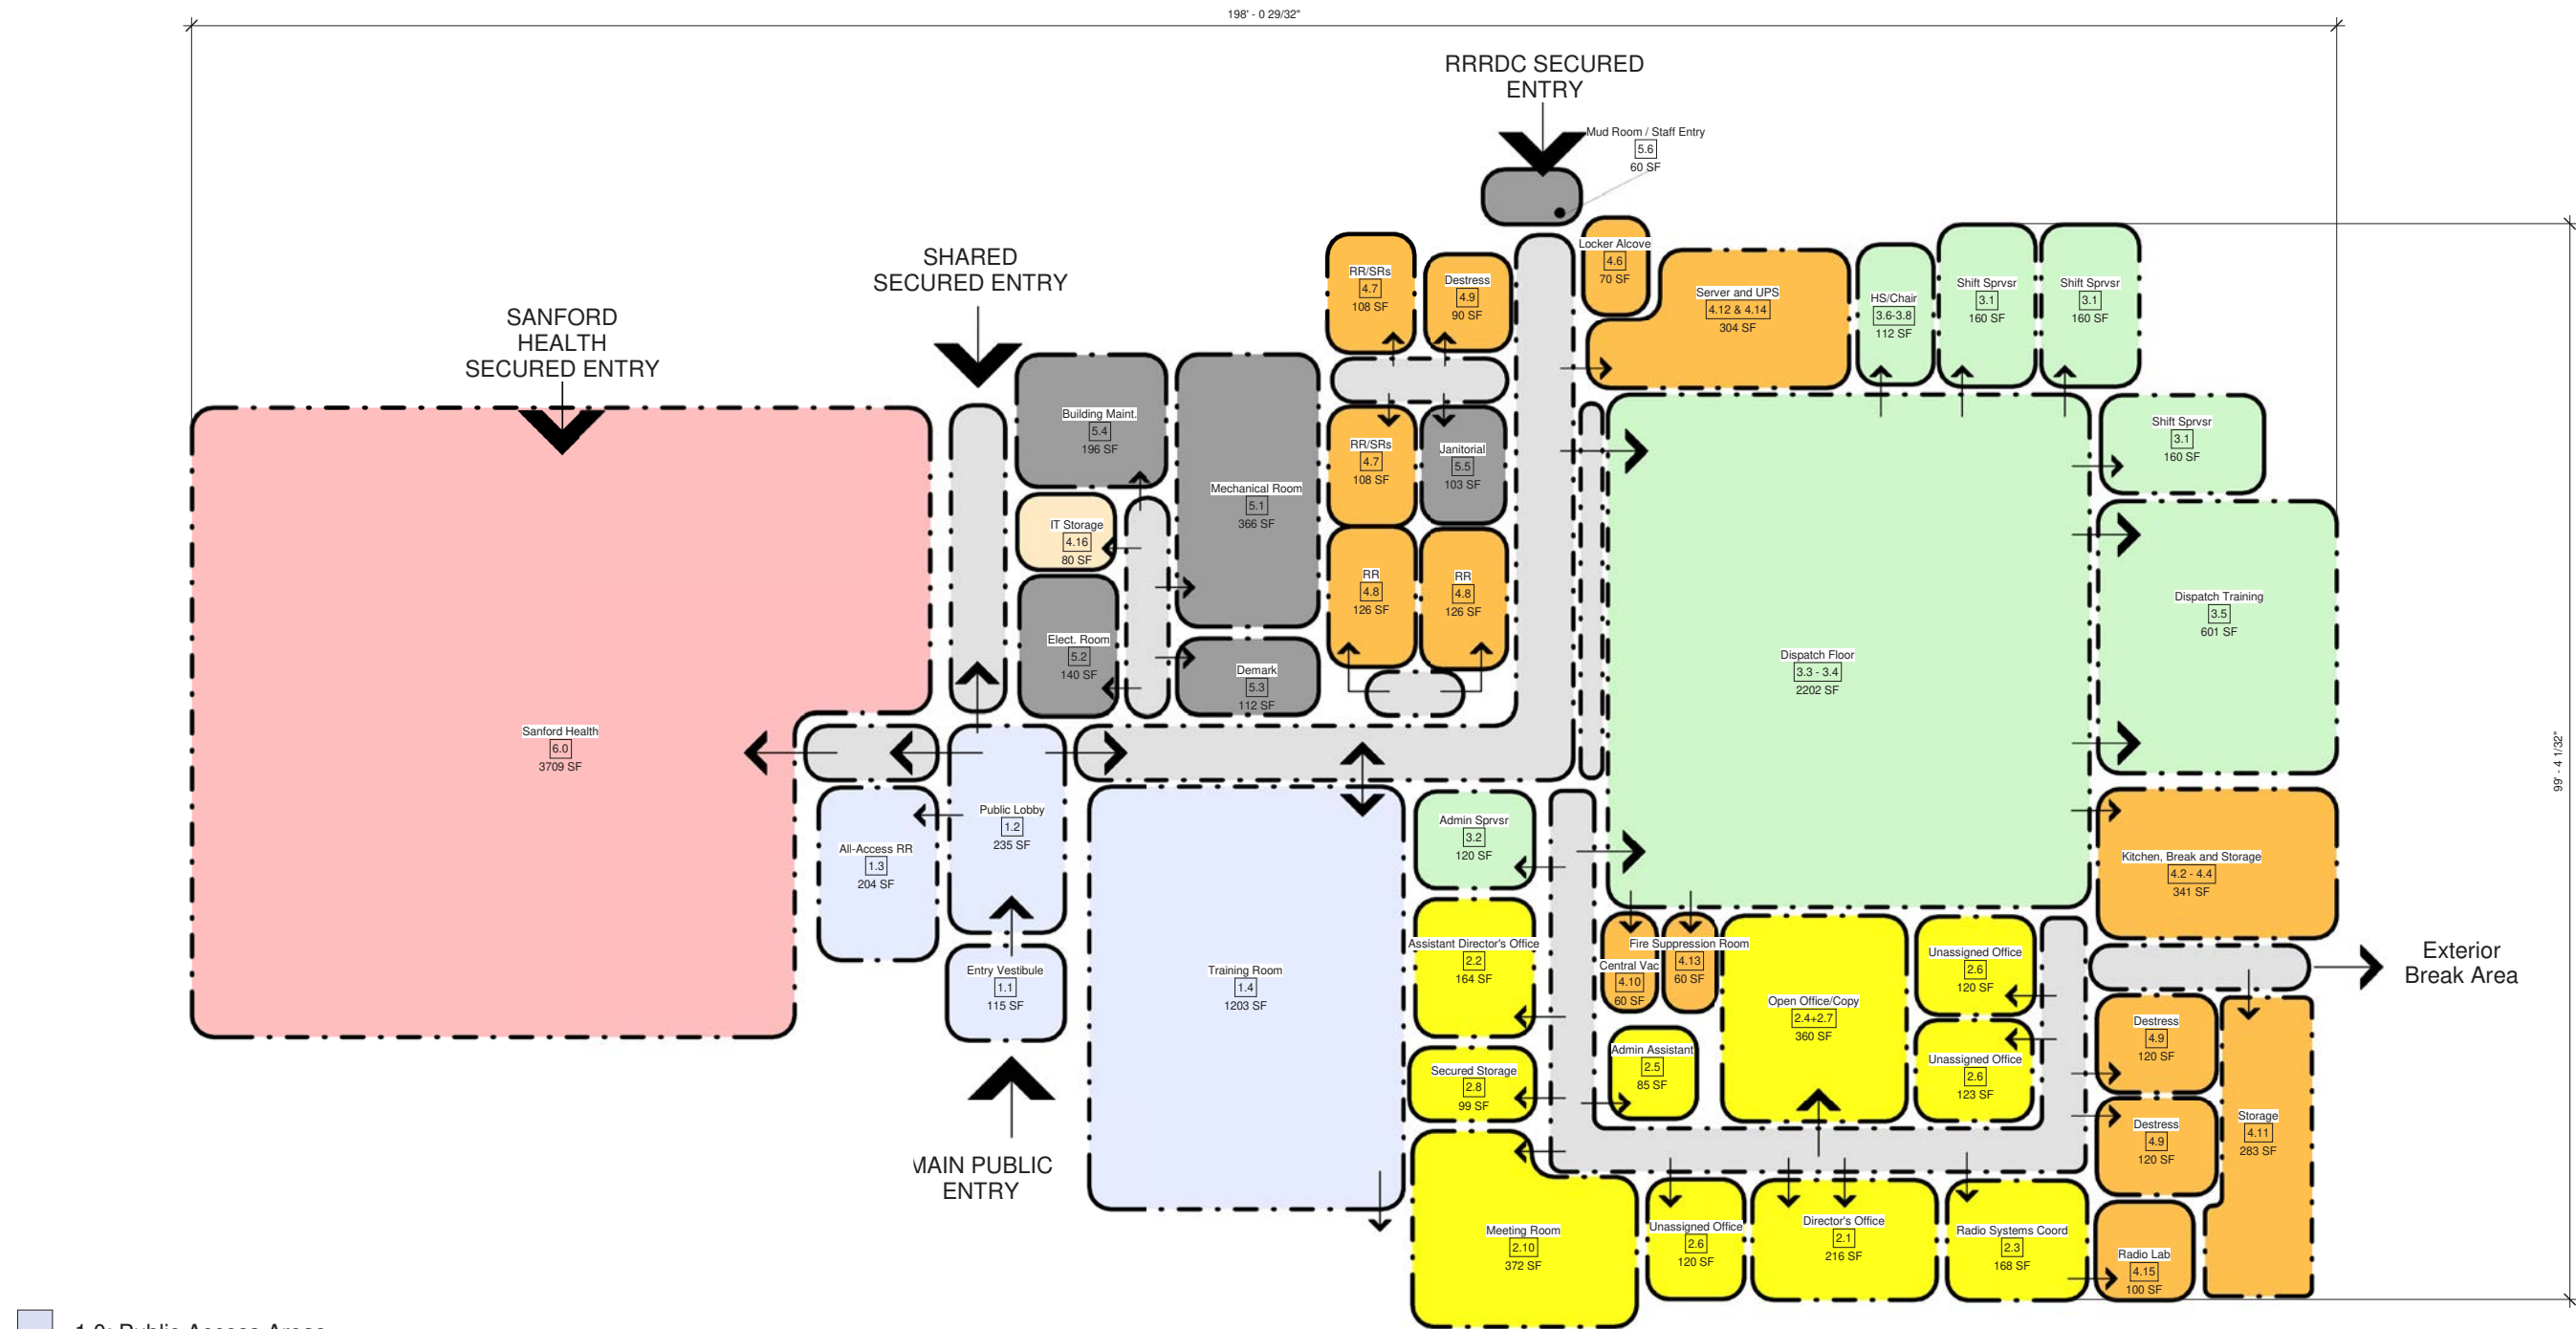 198' - 0 29/32"
RRRDC SECURED
ENTRY
Mud Room / Staff Entry
5.6
60 SF
SHARED
SECURED ENTRY
SANFORD
HEALTH
SECURED ENTRY
RR/SRs
4.7
108 SF
Destress
4.9
90 SF
Locker Alcove
4.6
70 SF
Server and UPS
4.12 & 4.14
304 SF
HS/Chair
3.6-3.8
112 SF
Shift Sprvsr
3.1
160 SF
Shift Sprvsr
3.1
160 SF
Building Maint.
5.4
196 SF
Mechanical Room
5.1
366 SF
RR/SRs
4.7
108 SF
Janitorial
5.5
103 SF
Shift Sprvsr
3.1
160 SF
IT Storage
4.16
80 SF
RR
4.8
126 SF
RR
4.8
126 SF
Dispatch Training
3.5
601 SF
Elect. Room
5.2
140 SF
Demark
5.3
112 SF
Dispatch Floor
3.3 - 3.4
2202 SF
Sanford Health
6.0
3709 SF
99' - 4 1/32"
Public Lobby
1.2
235 SF
All-Access RR
1.3
204 SF
Admin Sprvsr
3.2
120 SF
Kitchen, Break and Storage
4.2 - 4.4
341 SF
Entry Vestibule
1.1
115 SF
Training Room
1.4
1203 SF
Assistant Director's Office
2.2
164 SF
Central Vac
4.10
60 SF
Fire Suppression Room
4.13
60 SF
Open Office/Copy
2.4+2.7
360 SF
Unassigned Office
2.6
120 SF
Exterior
Break Area
Secured Storage
2.8
99 SF
Admin Assistant
2.5
85 SF
Unassigned Office
2.6
123 SF
Destress
4.9
120 SF
Destress
4.9
120 SF
Storage
4.11
283 SF
MAIN PUBLIC
ENTRY
Meeting Room
2.10
372 SF
Unassigned Office
2.6
120 SF
Director's Office
2.1
216 SF
Radio Systems Coord
2.3
168 SF
Radio Lab
4.15
100 SF
1.0: Public Access Areas